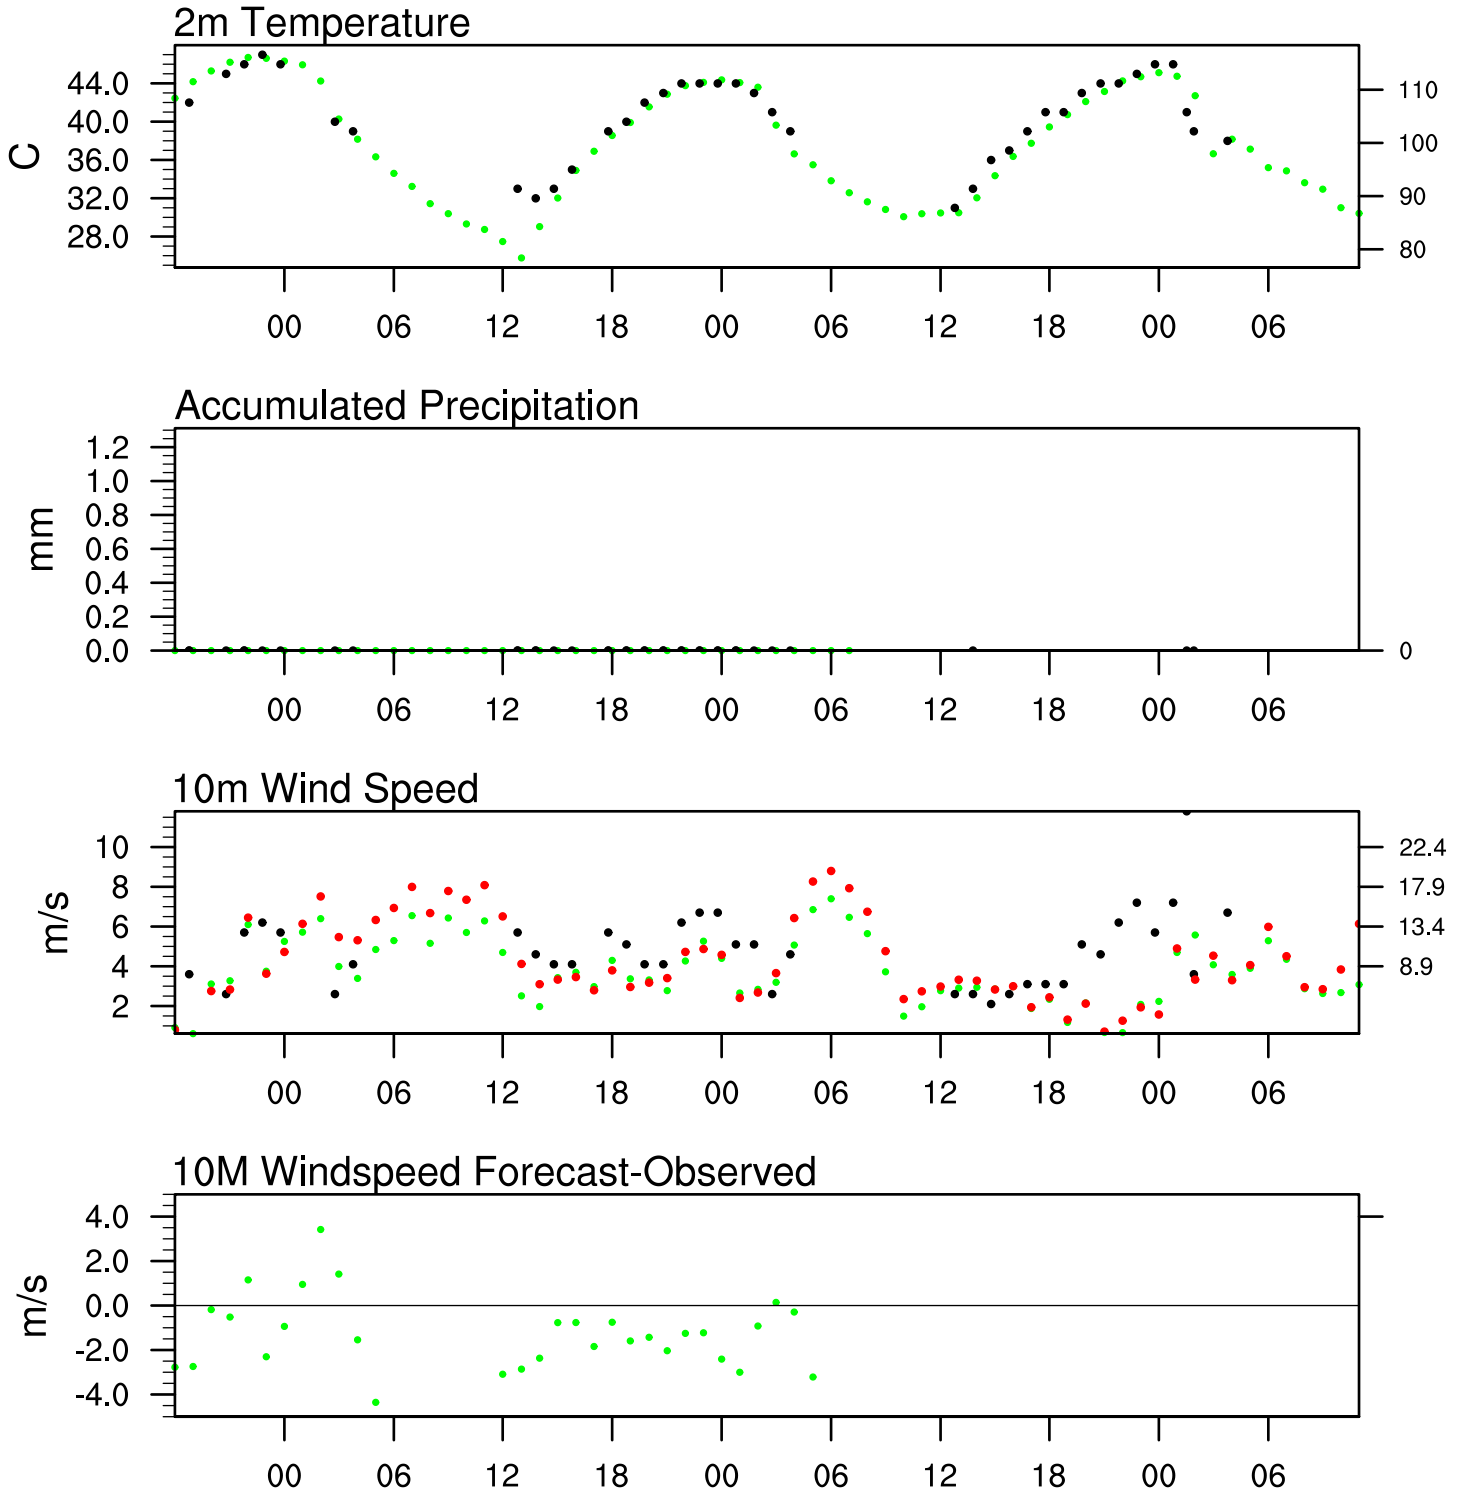 2m Temperature
44.0
40.0
36.0
32.0
28.0
C
110
100
90
80
00 06 12 18 00 06 12 18 00 06
Accumulated Precipitation
1.2
1.0
0.8
0.6
0.4
0.2
0.0
mm
0
00 06 12 18 00 06 12 18 00 06
10m Wind Speed
10
8
6
4
2
m/s
22.4
17.9
13.4
8.9
00 06 12 18 00 06 12 18 00 06
10M Windspeed Forecast-Observed
4.0
2.0
0.0
-2.0
-4.0
m/s
00 06 12 18 00 06 12 18 00 06